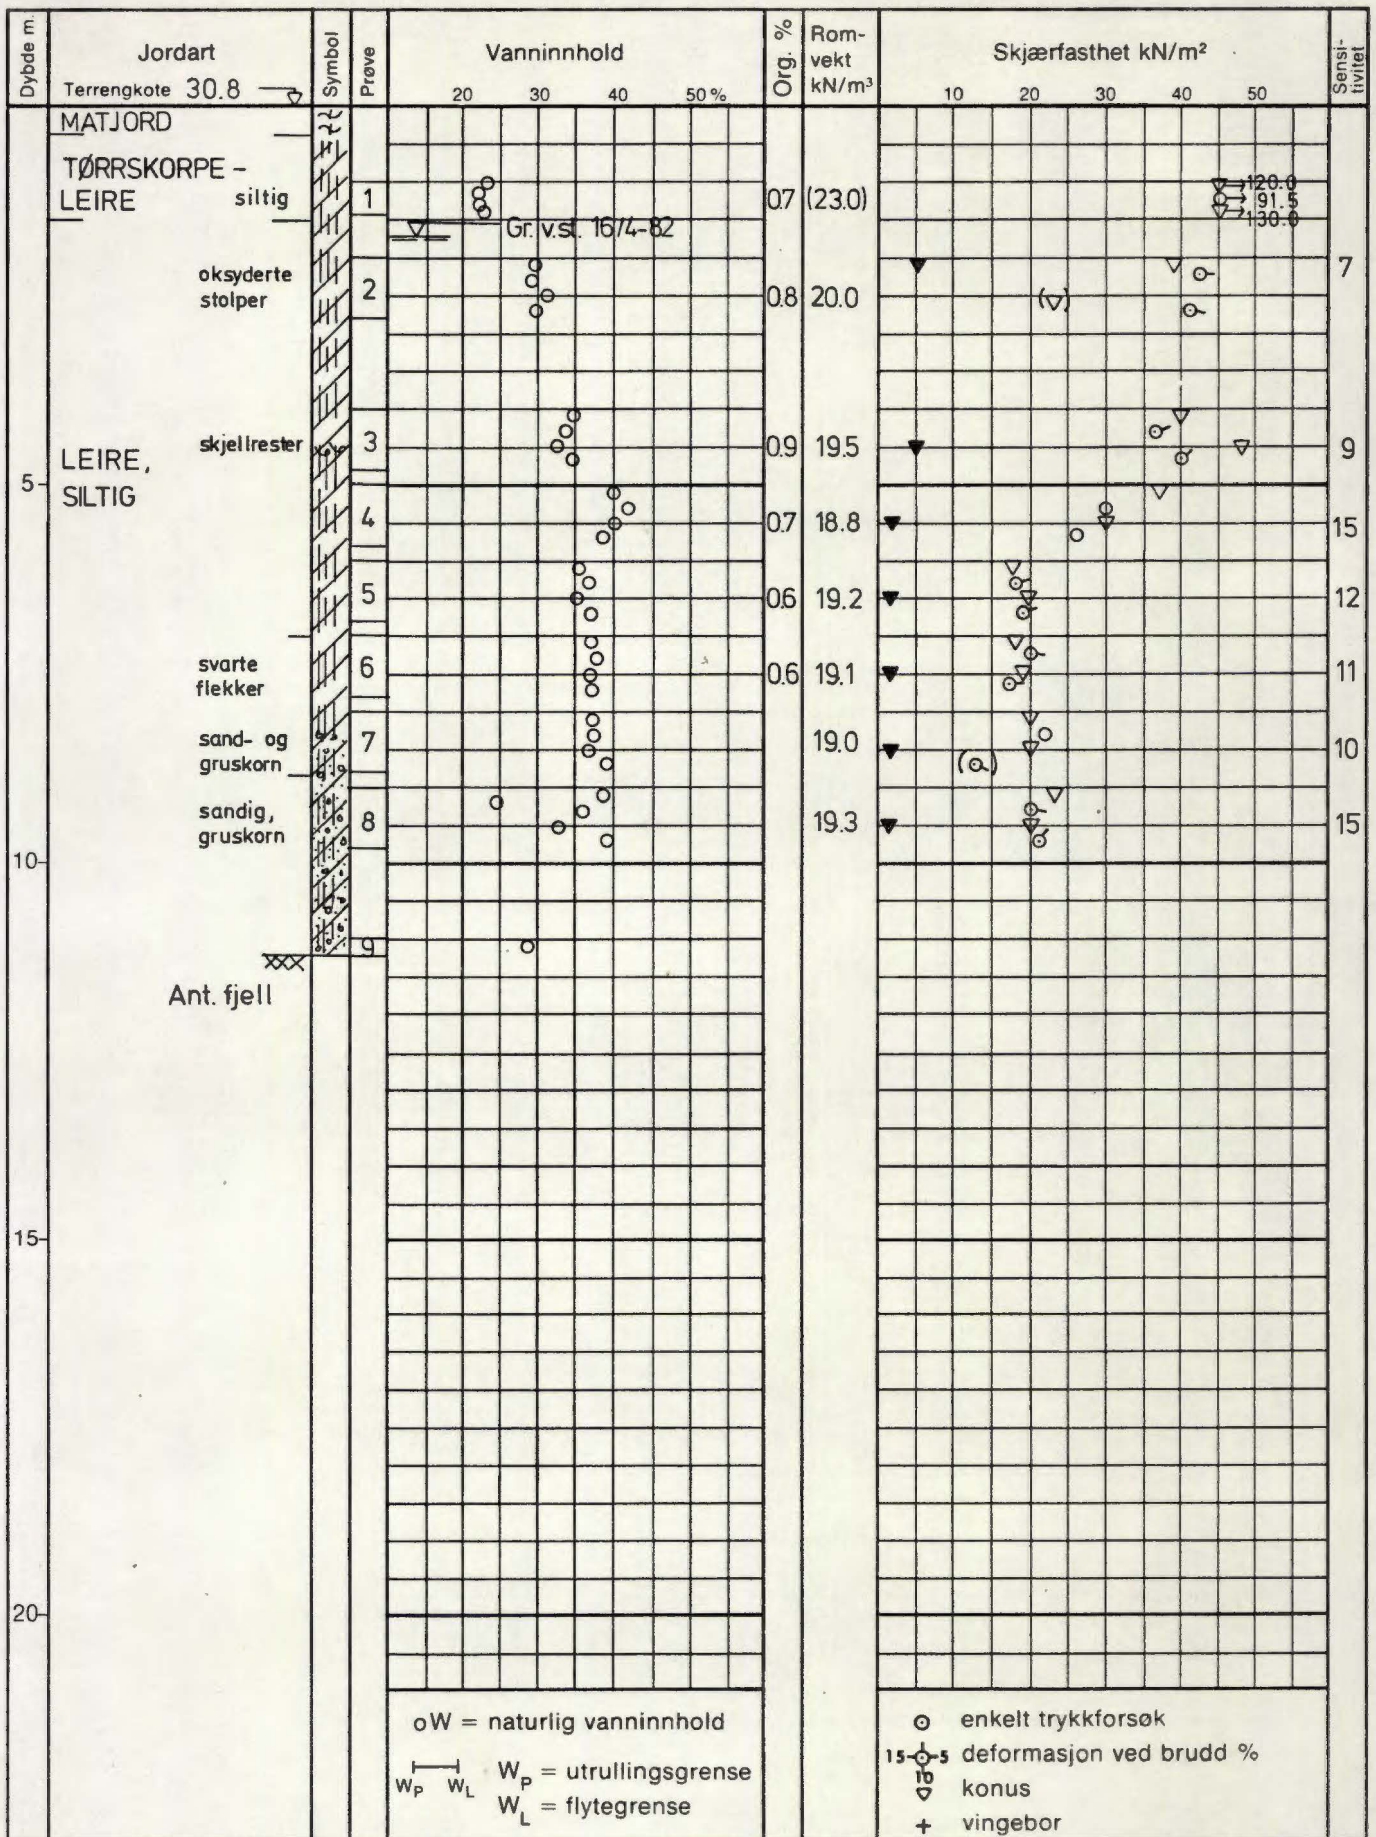 Dybde m.
Jordart
Terrengkote 30.8
Symbol
Prøve
Vanninnhold
20 30 40 50 %
Org. %
Rom-
vekt
kN/m³
Skjærfasthet kN/m²
10 20 30 40 50
Sensi-
tivitet
MATJORD
TØRRSKORPE-
LEIRE siltig
1
0.7 (23.0)
120.0
91.5
130.0
Gr. v.st. 16/4-82
oksyderte
stolper
2
0.8 20.0
( )
7
skjellrester
3
0.9 19.5
9
LEIRE,
SILTIG
5
4
0.7 18.8
15
5
0.6 19.2
12
svarte
flekker
6
0.6 19.1
11
sand- og
gruskorn
7
19.0
( )
10
sandig,
gruskorn
8
19.3
15
10
9
Ant. fjell
15
20
oW = naturlig vanninnhold
W_P W_L W_P = utrullingsgrense
W_L = flytegrense
enkelt trykkforsøk
15 5 deformasjon ved brudd %
10
konus
+ vingebor